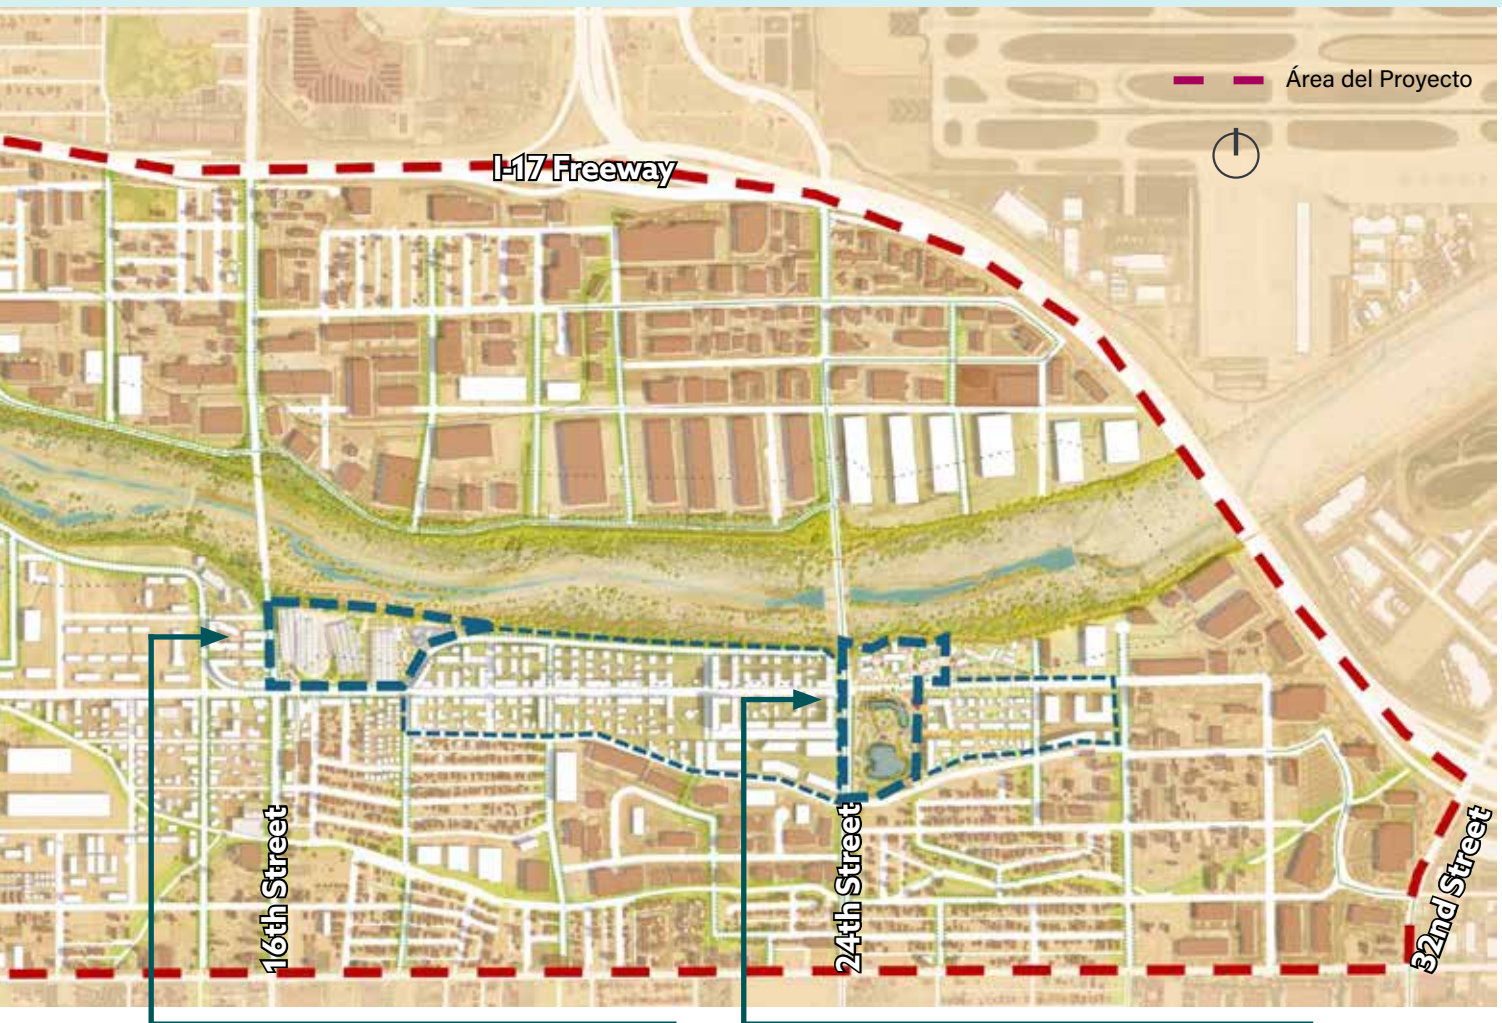 Área del Proyecto
I-17 Freeway
16th Street
24th Street
32nd Street